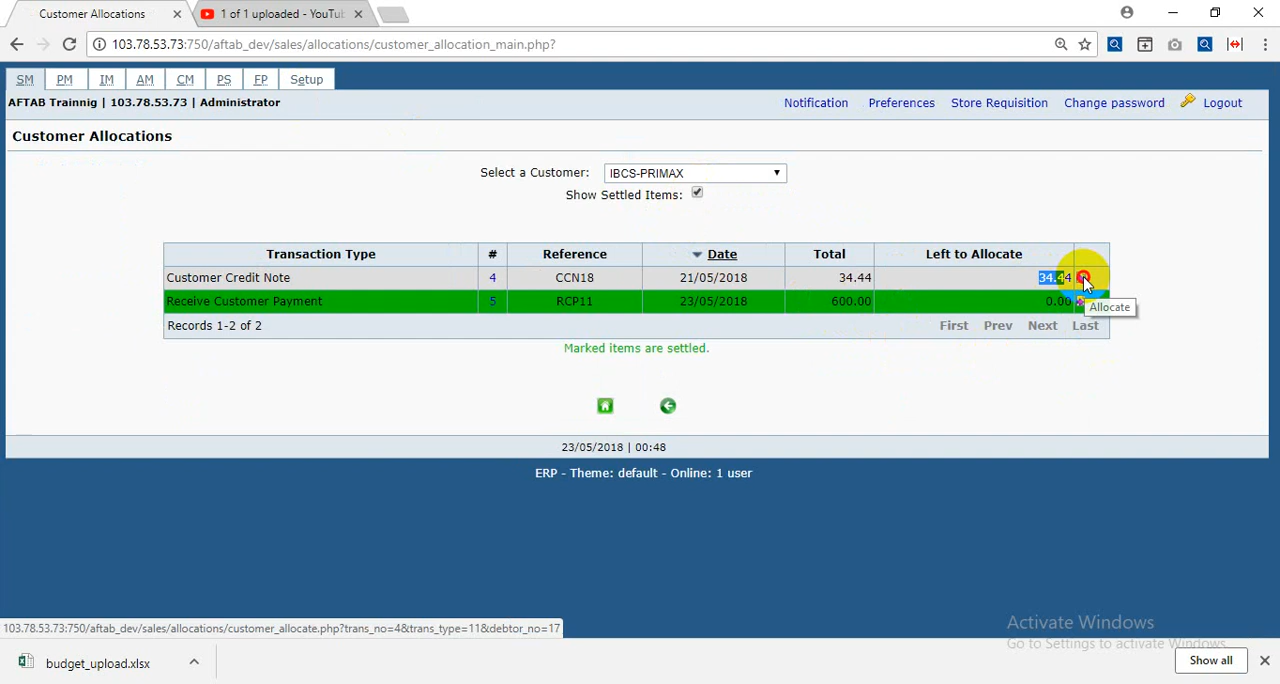 Customer Allocations
1 of 1 uploaded - YouTu
103.78.53.73:750/aftab_dev/sales/allocations/customer_allocation_main.php?
SM PM IM AM CM PS FP Setup
AFTAB Trainnig | 103.78.53.73 | Administrator
Notification Preferences Store Requisition Change password Logout
Customer Allocations
Select a Customer: IBCS-PRIMAX
Show Settled Items:
Transaction Type # Reference Date Total Left to Allocate
Customer Credit Note 4 CCN18 21/05/2018 34.44 34.44
Receive Customer Payment 5 RCP11 23/05/2018 600.00 0.00
Allocate
Records 1-2 of 2 First Prev Next Last
Marked items are settled.
23/05/2018 | 00:48
ERP - Theme: default - Online: 1 user
103.78.53.73:750/aftab_dev/sales/allocations/customer_allocate.php?trans_no=4&trans_type=11&debtor_no=17
Activate Windows
Go to Settings to activate Windows.
budget_upload.xlsx
Show all